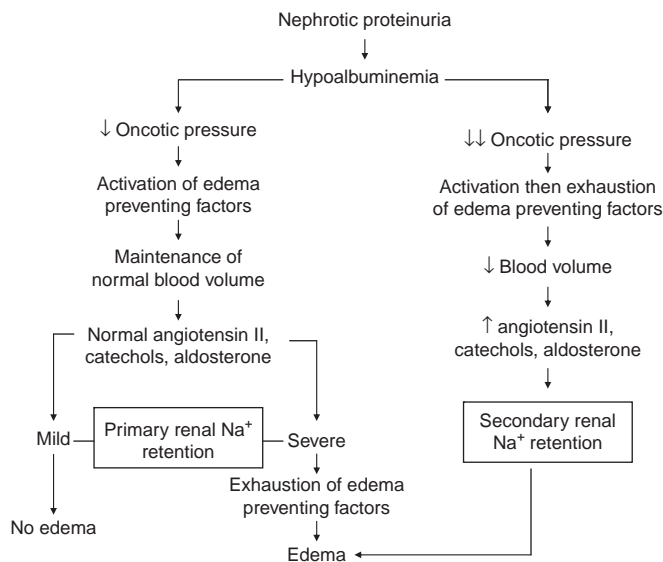 Nephrotic proteinuria
Hypoalbuminemia
↓ Oncotic pressure
Activation of edema
preventing factors
Maintenance of
normal blood volume
Normal angiotensin II,
catechols, aldosterone
Mild
Primary renal Na⁺
retention
Severe
No edema
Exhaustion of edema
preventing factors
Edema
↓↓ Oncotic pressure
Activation then exhaustion
of edema preventing factors
↓ Blood volume
↑ angiotensin II,
catechols, aldosterone
Secondary renal
Na⁺ retention